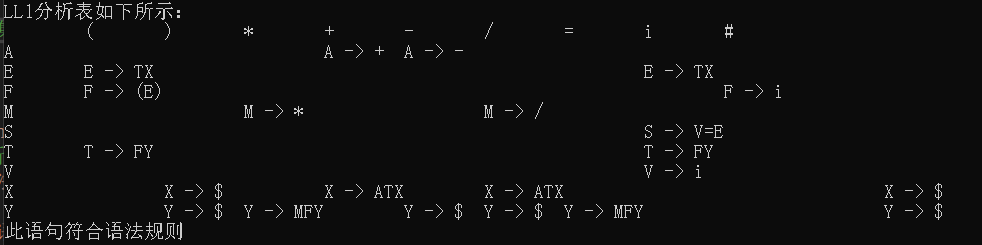 LL1分析表如下所示:
( ) * + - / = i #
A A -> + A -> -
E E -> TX E -> TX
F F -> (E) F -> i
M M -> * M -> /
S S -> V=E
T T -> FY T -> FY
V V -> i
X X -> $ X -> ATX X -> ATX X -> $
Y Y -> $ Y -> MFY Y -> $ Y -> $ Y -> MFY Y -> $
此语句符合语法规则